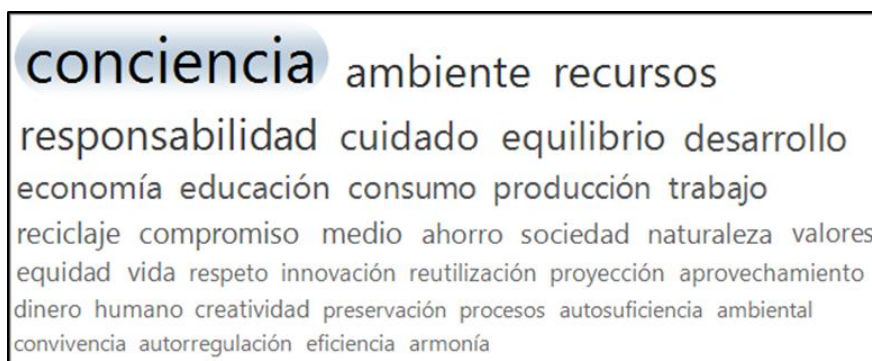 conciencia ambiente recursos
responsabilidad cuidado equilibrio desarrollo
economía educación consumo producción trabajo
reciclaje compromiso medio ahorro sociedad naturaleza valores
equidad vida respeto innovación reutilización proyección aprovechamiento
dinero humano creatividad preservación procesos autosuficiencia ambiental
convivencia autorregulación eficiencia armonía